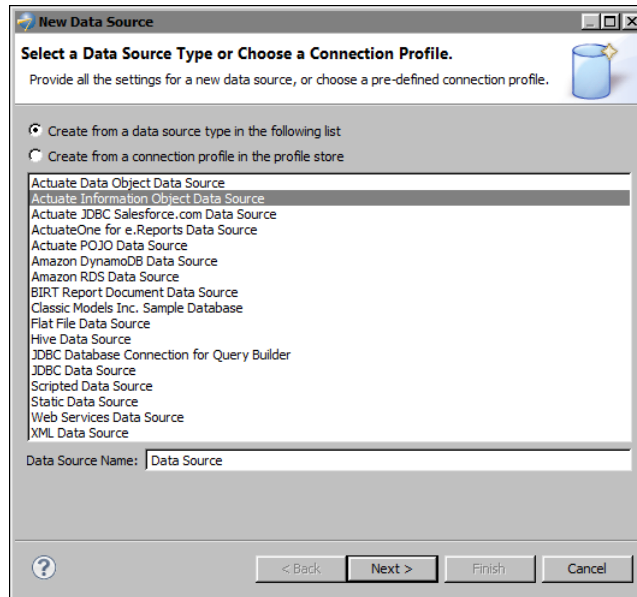 New Data Source
Select a Data Source Type or Choose a Connection Profile.
Provide all the settings for a new data source, or choose a pre-defined connection profile.
Create from a data source type in the following list
Create from a connection profile in the profile store
Actuate Data Object Data Source
Actuate Information Object Data Source
Actuate JDBC Salesforce.com Data Source
ActuateOne for e.Reports Data Source
Actuate POJO Data Source
Amazon DynamoDB Data Source
Amazon RDS Data Source
BIRT Report Document Data Source
Classic Models Inc. Sample Database
Flat File Data Source
Hive Data Source
JDBC Database Connection for Query Builder
JDBC Data Source
Scripted Data Source
Static Data Source
Web Services Data Source
XML Data Source
Data Source Name: Data Source
? < Back Next > Finish Cancel